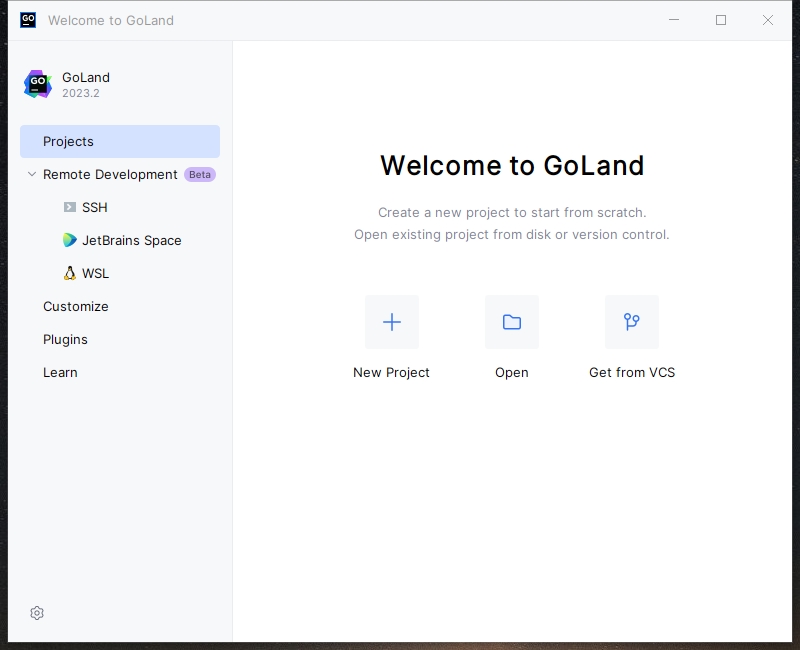 GO Welcome to GoLand
GO GoLand
2023.2
Projects
Remote Development Beta
SSH
JetBrains Space
WSL
Customize
Plugins
Learn
Welcome to GoLand
Create a new project to start from scratch.
Open existing project from disk or version control.
New Project Open Get from VCS